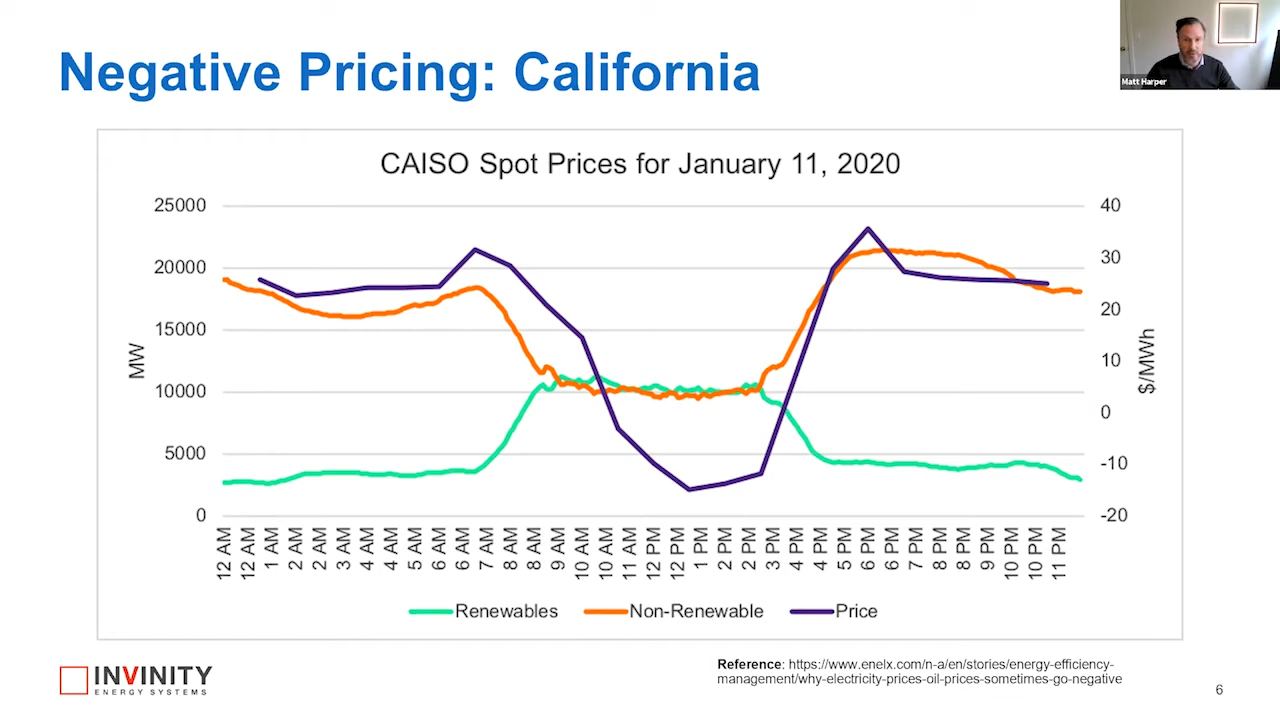 Negative Pricing: California
Matt Harper
CAISO Spot Prices for January 11, 2020
25000
20000
15000
10000
5000
0
MW
40
30
20
10
0
-10
-20
$/MWh
12 AM
12 AM
1 AM
2 AM
2 AM
3 AM
4 AM
4 AM
5 AM
6 AM
6 AM
7 AM
8 AM
8 AM
9 AM
10 AM
10 AM
11 AM
12 PM
12 PM
1 PM
2 PM
2 PM
3 PM
4 PM
4 PM
5 PM
6 PM
6 PM
7 PM
8 PM
8 PM
9 PM
10 PM
10 PM
11 PM
Renewables Non-Renewable Price
INVINITY
ENERGY SYSTEMS
Reference: https://www.enelx.com/n-a/en/stories/energy-efficiency-
management/why-electricity-prices-oil-prices-sometimes-go-negative
6